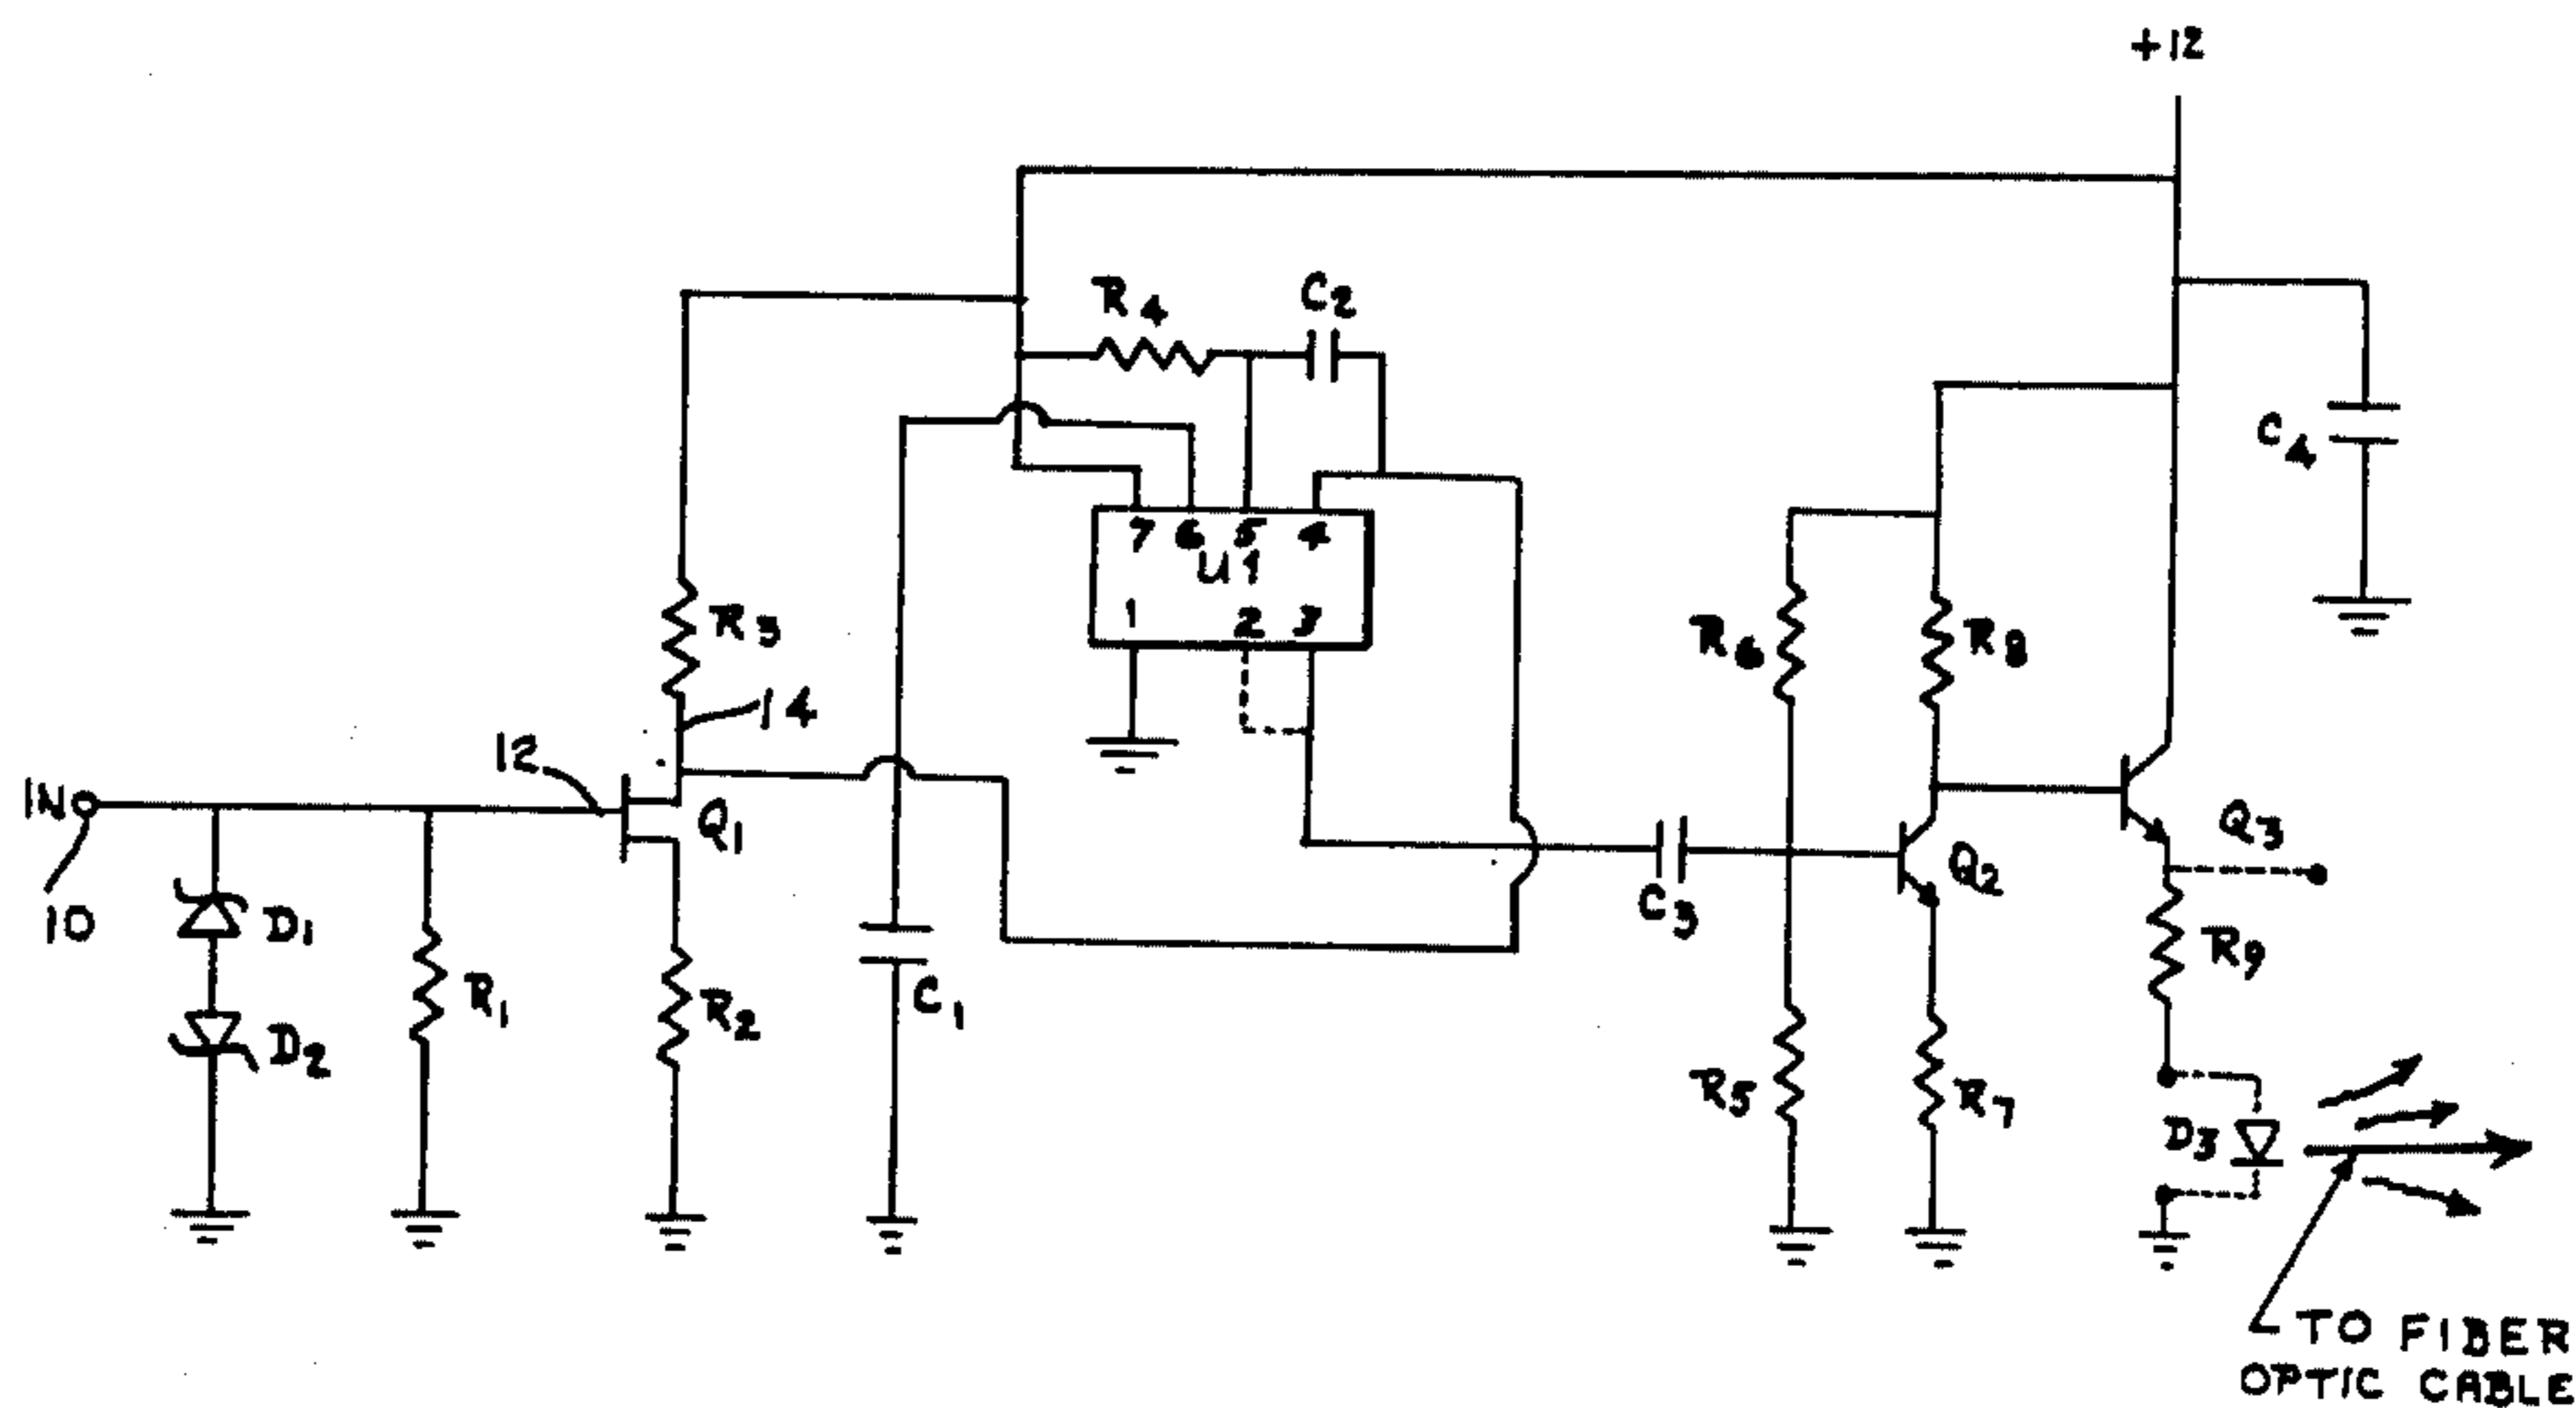 +12
R4
C2
C4
7 6 5 4
U1
1 2 3
R3
R6
R8
14
12
IN
Q1
Q3
10
Q2
D1
C3
R9
R1
R2
C1
D2
R5
R7
D3
TO FIBER
OPTIC CABLE